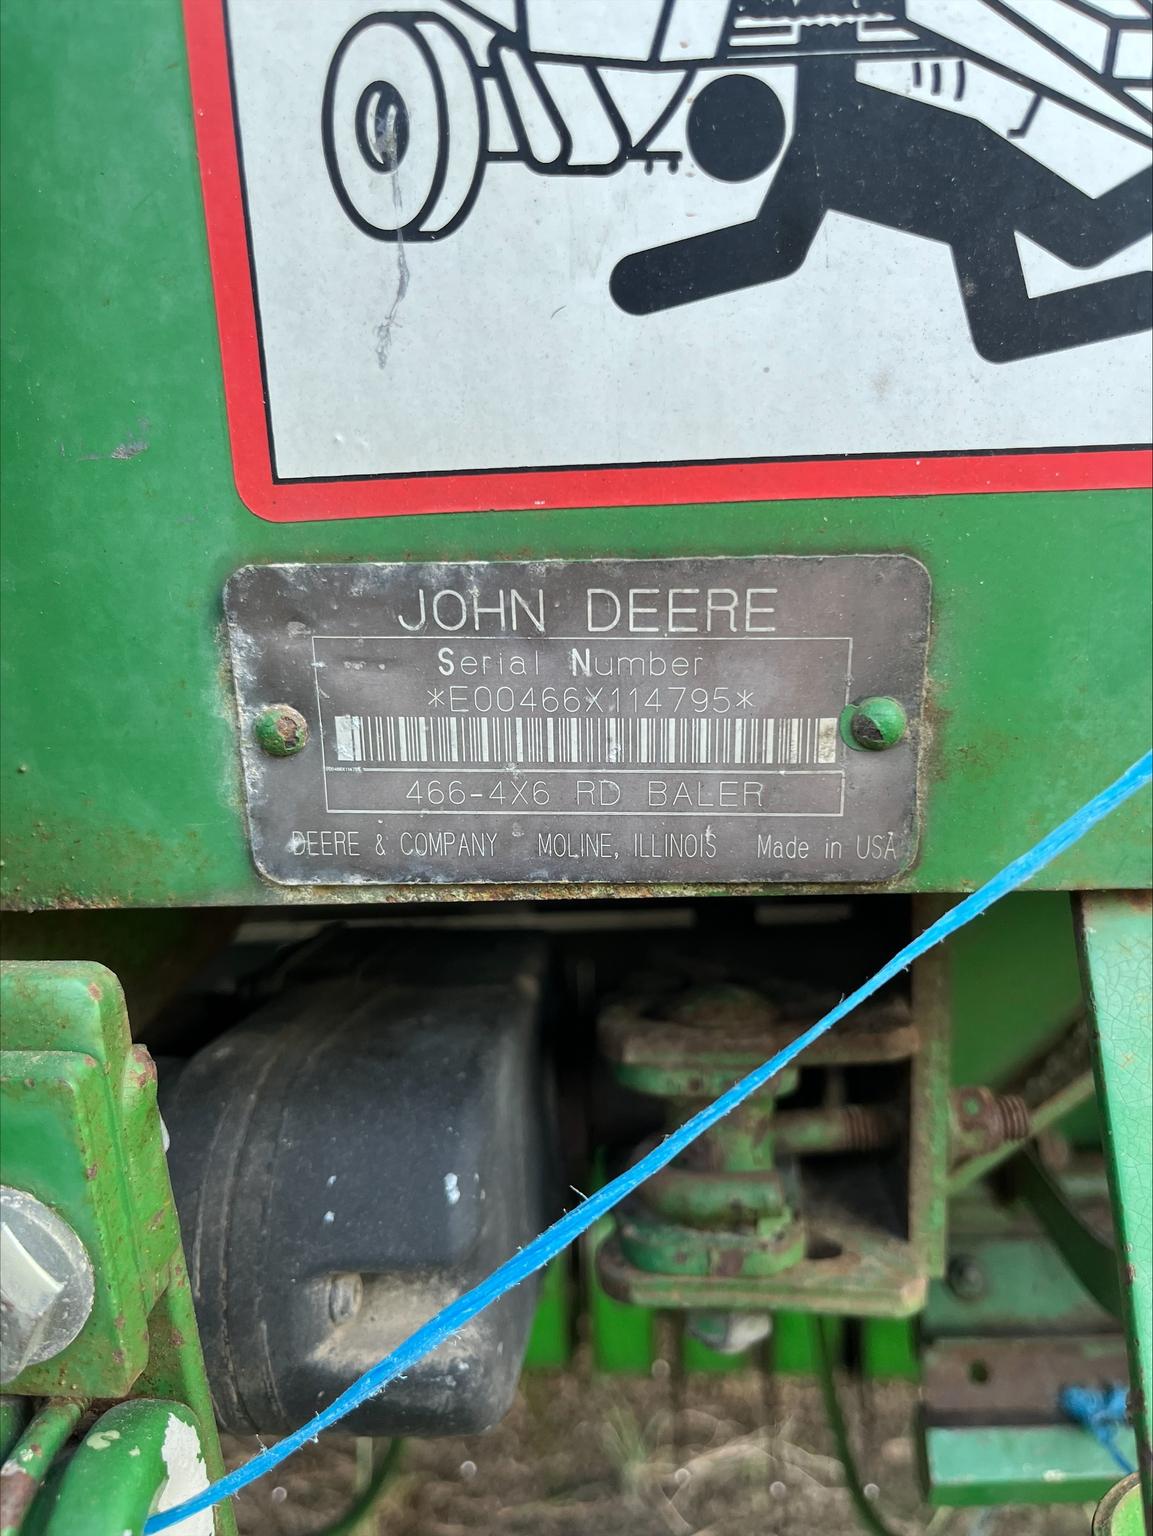 JOHN DEERE
Serial Number
*E00466X114795*
466-4X6 RD BALER
DEERE & COMPANY MOLINE, ILLINOIS Made in USA